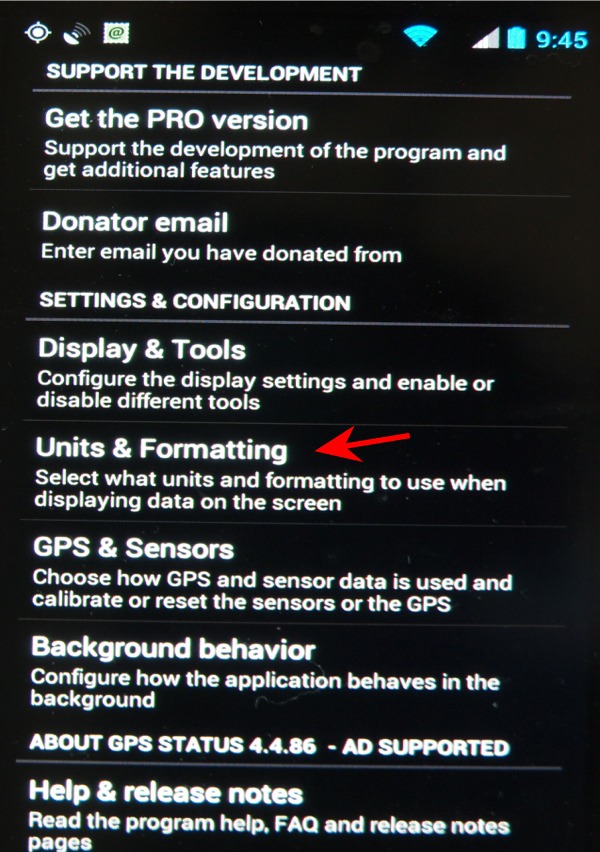 @ 9:45
SUPPORT THE DEVELOPMENT
Get the PRO version
Support the development of the program and
get additional features
Donator email
Enter email you have donated from
SETTINGS & CONFIGURATION
Display & Tools
Configure the display settings and enable or
disable different tools
Units & Formatting
Select what units and formatting to use when
displaying data on the screen
GPS & Sensors
Choose how GPS and sensor data is used and
calibrate or reset the sensors or the GPS
Background behavior
Configure how the application behaves in the
background
ABOUT GPS STATUS 4.4.86 - AD SUPPORTED
Help & release notes
Read the program help, FAQ and release notes
pages